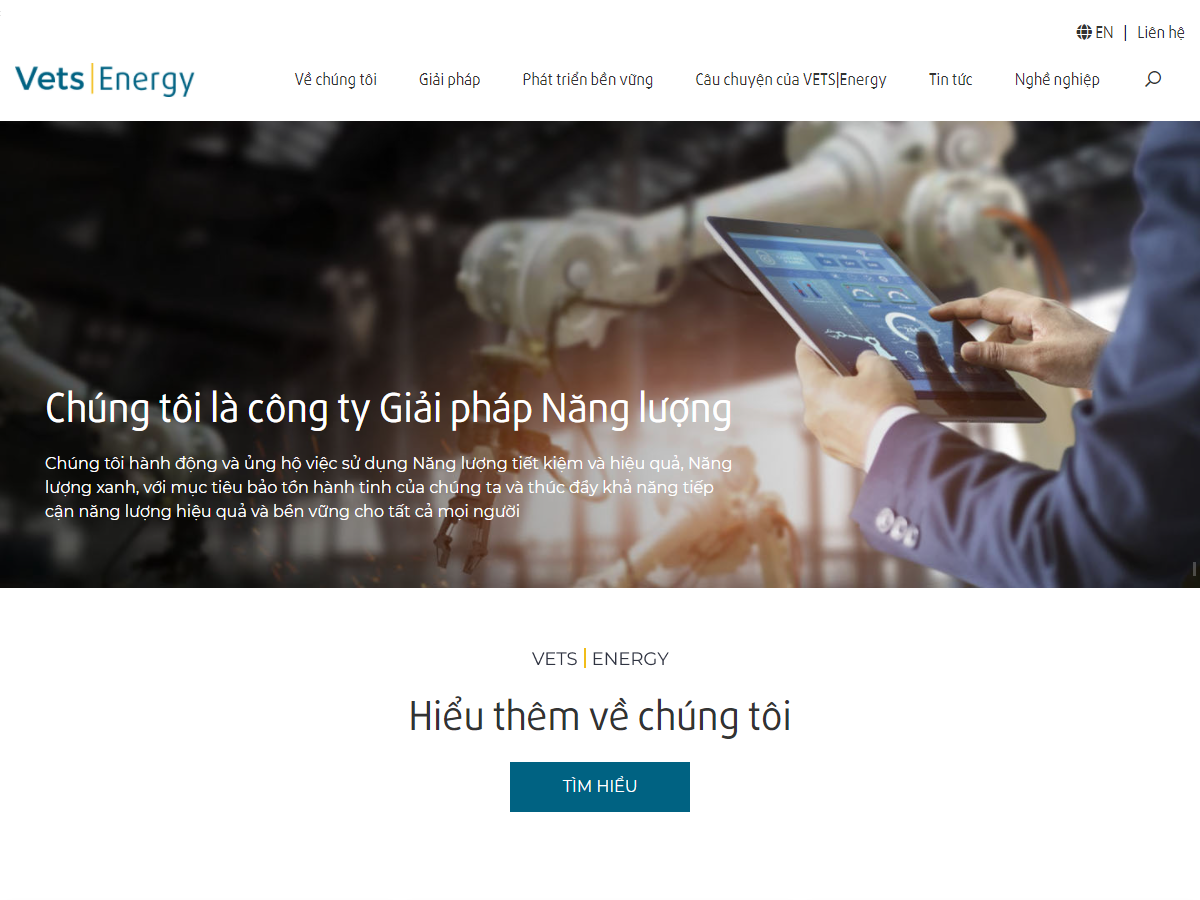 EN | Liên hệ
Vets|Energy
Về chúng tôi
Giải pháp
Phát triển bền vững
Câu chuyện của VETS|Energy
Tin tức
Nghề nghiệp
Chúng tôi là công ty Giải pháp Năng lượng
Chúng tôi hành động và ủng hộ việc sử dụng Năng lượng tiết kiệm và hiệu quả, Năng
lượng xanh, với mục tiêu bảo tồn hành tinh của chúng ta và thúc đẩy khả năng tiếp
cận năng lượng hiệu quả và bền vững cho tất cả mọi người
VETS | ENERGY
Hiểu thêm về chúng tôi
TÌM HIỂU